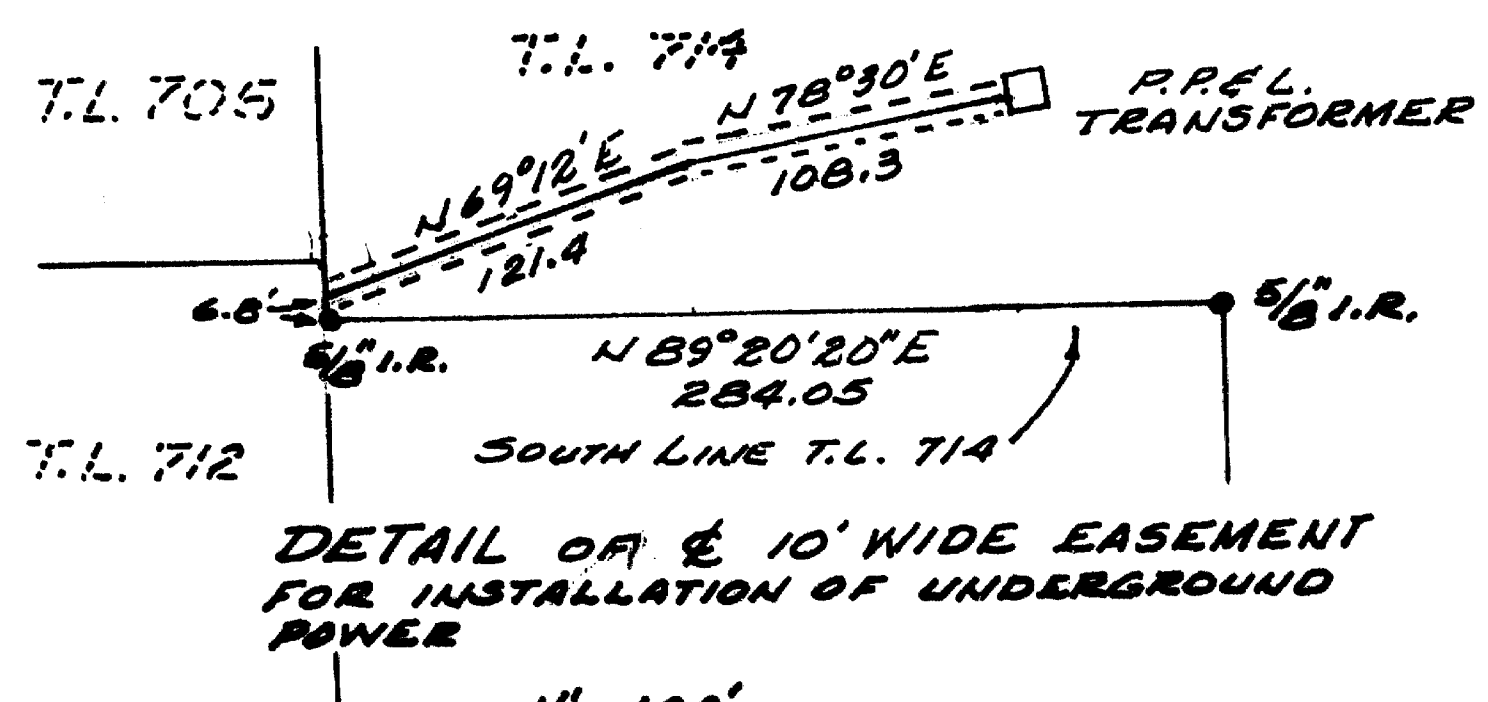 T.L. 714
T.L. 705
N 78°30' E
P.P.& L.
TRANSFORMER
N 69°12' E
108.3
121.4
6.8'
5/8" I.R.
5/8" I.R.
N 89°20'20" E
284.05
SOUTH LINE T.L. 714
T.L. 712
DETAIL OF ℄ 10' WIDE EASEMENT
FOR INSTALLATION OF UNDERGROUND
POWER